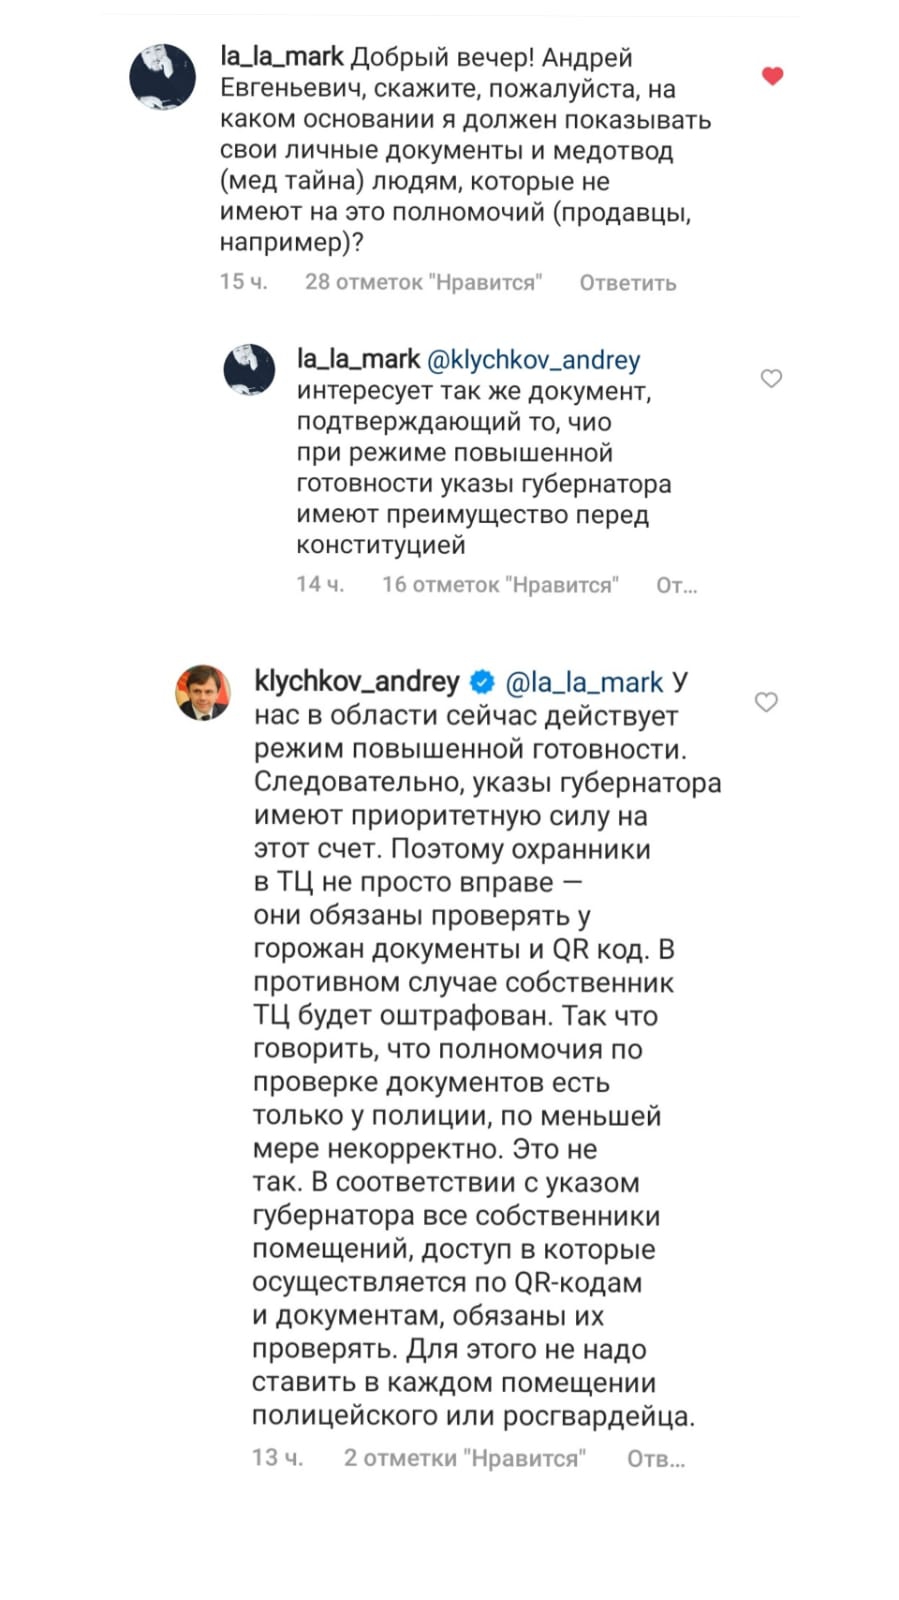 la_la_mark Добрый вечер! Андрей
Евгеньевич, скажите, пожалуйста, на
каком основании я должен показывать
свои личные документы и медотвод
(мед тайна) людям, которые не
имеют на это полномочий (продавцы,
например)?
15 ч. 28 отметок "Нравится" Ответить
la_la_mark @klychkov_andrey
интересует так же документ,
подтверждающий то, чио
при режиме повышенной
готовности указы губернатора
имеют преимущество перед
конституцией
14 ч. 16 отметок "Нравится" От...
klychkov_andrey @la_la_mark У
нас в области сейчас действует
режим повышенной готовности.
Следовательно, указы губернатора
имеют приоритетную силу на
этот счет. Поэтому охранники
в ТЦ не просто вправе —
они обязаны проверять у
горожан документы и QR код. В
противном случае собственник
ТЦ будет оштрафован. Так что
говорить, что полномочия по
проверке документов есть
только у полиции, по меньшей
мере некорректно. Это не
так. В соответствии с указом
губернатора все собственники
помещений, доступ в которые
осуществляется по QR-кодам
и документам, обязаны их
проверять. Для этого не надо
ставить в каждом помещении
полицейского или росгвардейца.
13 ч. 2 отметки "Нравится" Отв...